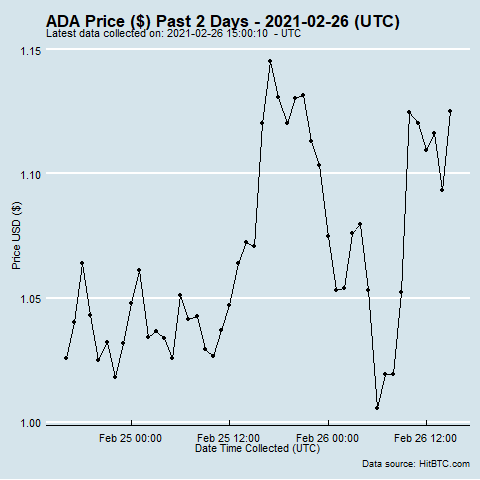 ADA Price ($) Past 2 Days - 2021-02-26 (UTC)
Latest data collected on: 2021-02-26 15:00:10 - UTC
1.15
1.10
1.05
1.00
Price USD ($)
Feb 25 00:00
Feb 25 12:00
Feb 26 00:00
Feb 26 12:00
Date Time Collected (UTC)
Data source: HitBTC.com